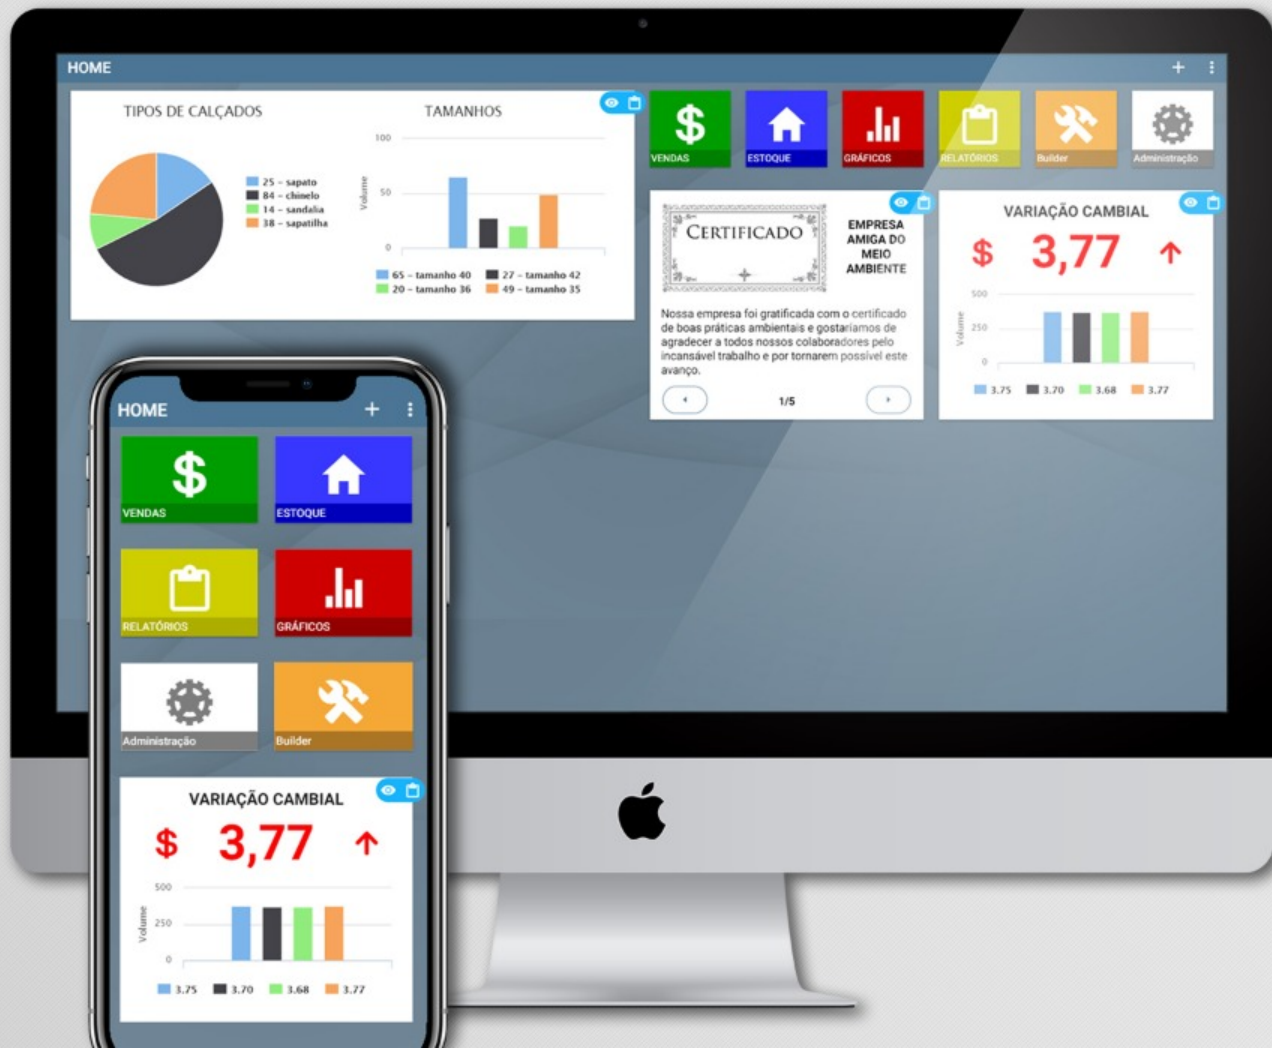 HOME
TIPOS DE CALÇADOS
25 - sapato
84 - chinelo
14 - sandalia
38 - sapatilha
TAMANHOS
100
50
0
Volume
65 - tamanho 40
27 - tamanho 42
20 - tamanho 36
49 - tamanho 35
$
VENDAS
ESTOQUE
GRÁFICOS
RELATÓRIOS
Builder
Administração
CERTIFICADO
EMPRESA
AMIGA DO
MEIO
AMBIENTE
Nossa empresa foi gratificada com o certificado
de boas práticas ambientais e gostaríamos de
agradecer a todos nossos colaboradores pelo
incansável trabalho e por tornarem possível este
avanço.
1/5
VARIAÇÃO CAMBIAL
$ 3,77
500
250
0
Volume
3.75 3.70 3.68 3.77
HOME
$
VENDAS
ESTOQUE
RELATÓRIOS
GRÁFICOS
Administração
Builder
VARIAÇÃO CAMBIAL
$ 3,77
500
250
0
Volume
3.75 3.70 3.68 3.77